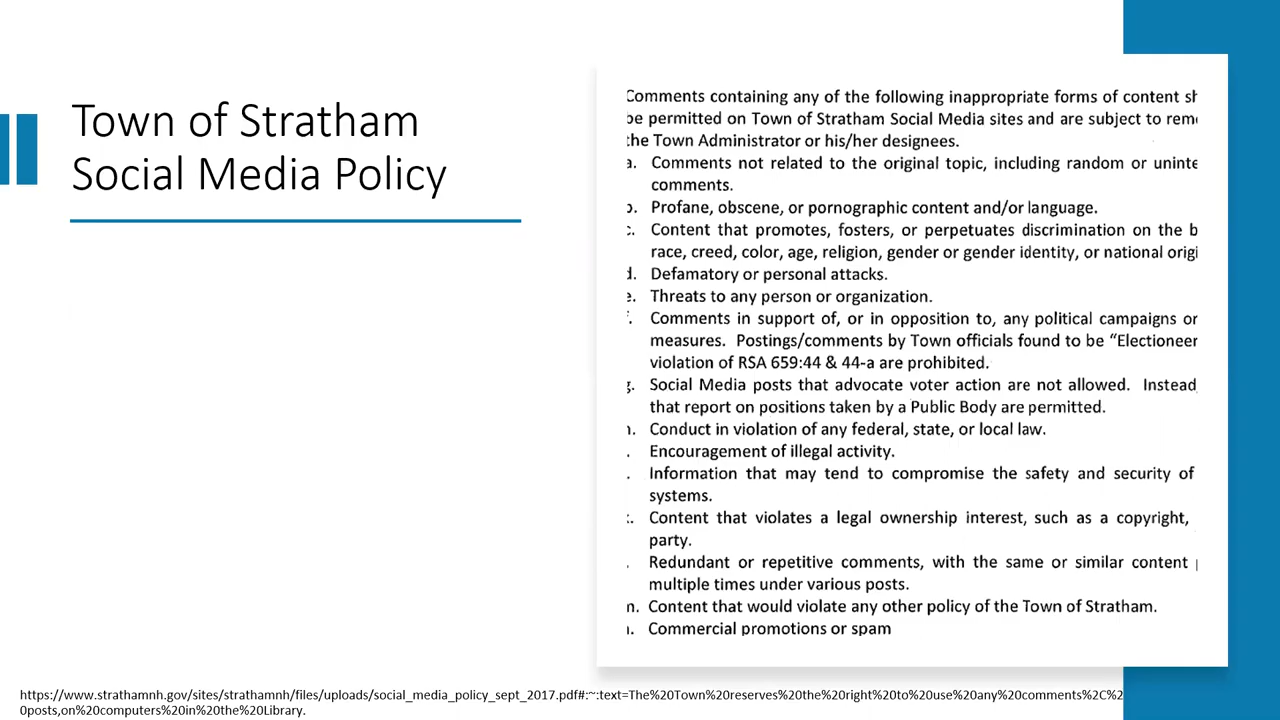 Town of Stratham
Social Media Policy
Comments containing any of the following inappropriate forms of content
be permitted on Town of Stratham Social Media sites and are subject to
the Town Administrator or his/her designees.
a. Comments not related to the original topic, including random or
comments.
b. Profane, obscene, or pornographic content and/or language.
c. Content that promotes, fosters, or perpetuates discrimination on the
race, creed, color, age, religion, gender or gender identity, or national
d. Defamatory or personal attacks.
e. Threats to any person or organization.
Comments in support of, or in opposition to, any political campaigns or
measures. Postings/comments by Town officials found to be “Electioneer
violation of RSA 659:44 & 44-a are prohibited.
g. Social Media posts that advocate voter action are not allowed. Instead
that report on positions taken by a Public Body are permitted.
Conduct in violation of any federal, state, or local law.
Encouragement of illegal activity.
Information that may tend to compromise the safety and security of
systems.
Content that violates a legal ownership interest, such as a copyright,
party.
Redundant or repetitive comments, with the same or similar content
multiple times under various posts.
m. Content that would violate any other policy of the Town of Stratham.
Commercial promotions or spam
https://www.strathamnh.gov/sites/strathamnh/files/uploads/social_media_policy_sept_2017.pdf#:~:text=The%20Town%20reserves%20the%20right%20to%20use%20any%20comments%2C%2
0posts,on%20computers%20in%20the%20Library.